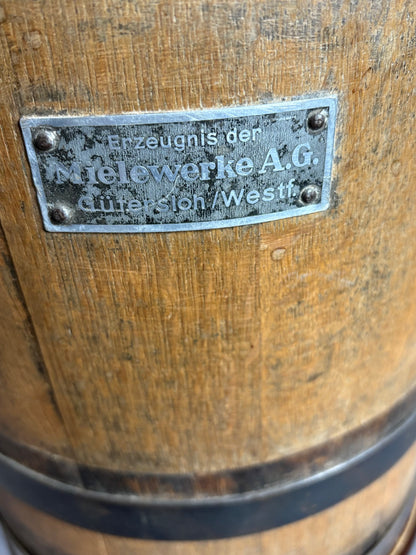 Erzeugnis der
Mielewerke A.G.
Gütersloh/Westf.